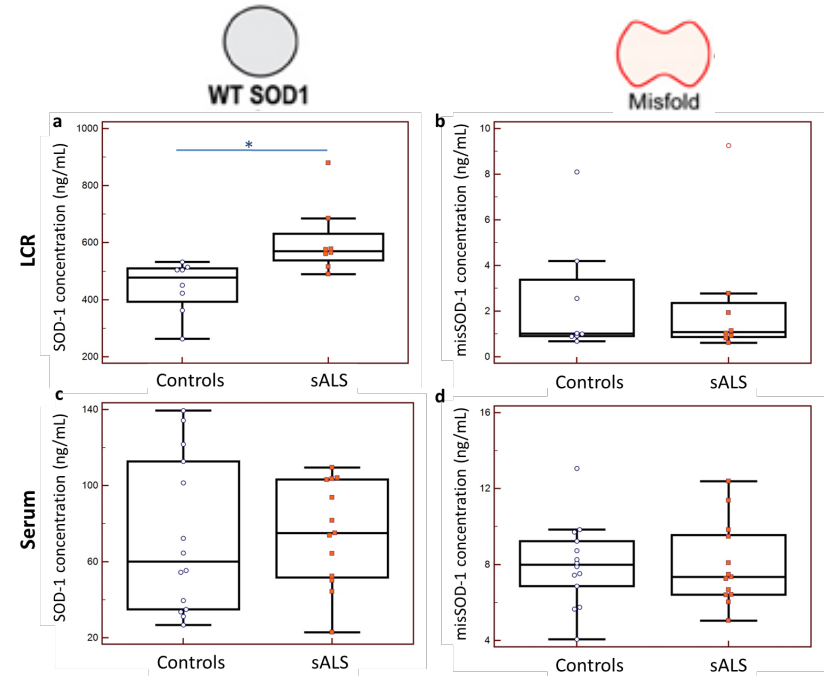 WT SOD1
Misfold
LCR
Serum
a
SOD-1 concentration (ng/mL)
1000
800
600
400
200
*
Controls
sALS
b
misSOD-1 concentration (ng/mL)
10
8
6
4
2
0
Controls
sALS
c
SOD-1 concentration (ng/mL)
140
100
60
20
Controls
sALS
d
misSOD-1 concentration (ng/mL)
16
12
8
4
Controls
sALS